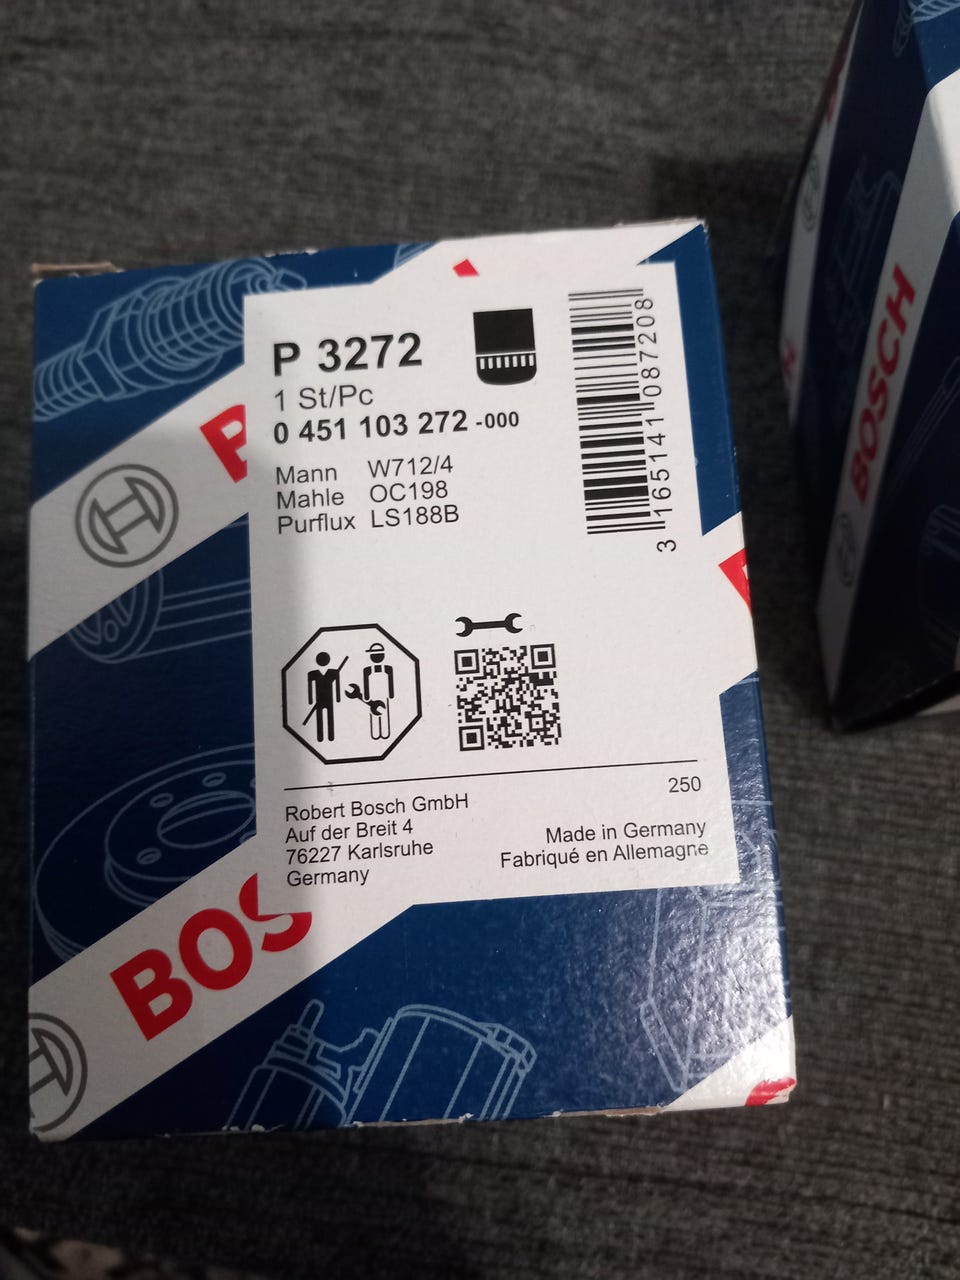 P 3272
1 St/Pc
0 451 103 272 -000
Mann W712/4
Mahle OC198
Purflux LS188B
3 165141 087208
250
Robert Bosch GmbH
Auf der Breit 4
76227 Karlsruhe
Germany
Made in Germany
Fabriqué en Allemagne
BOS
BOSCH